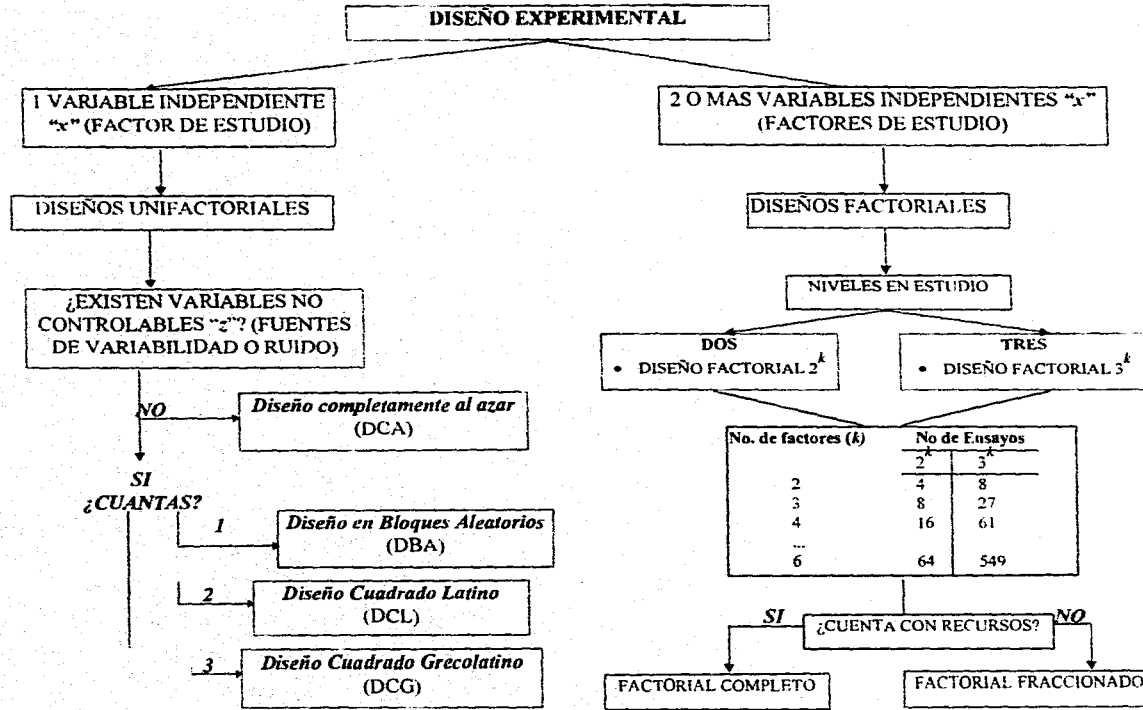 DISEÑO EXPERIMENTAL
1 VARIABLE INDEPENDIENTE
“x” (FACTOR DE ESTUDIO)
DISEÑOS UNIFACTORIALES
¿EXISTEN VARIABLES NO
CONTROLABLES “z”? (FUENTES
DE VARIABILIDAD O RUIDO)
NO
Diseño completamente al azar
(DCA)
SI
¿CUANTAS?
1
Diseño en Bloques Aleatorios
(DBA)
2
Diseño Cuadrado Latino
(DCL)
3
Diseño Cuadrado Grecolatino
(DCG)
2 O MAS VARIABLES INDEPENDIENTES “x”
(FACTORES DE ESTUDIO)
DISEÑOS FACTORIALES
NIVELES EN ESTUDIO
DOS
• DISEÑO FACTORIAL 2^k
TRES
• DISEÑO FACTORIAL 3^k
No. de factores (k) No de Ensayos
2^k 3^k
2 4 8
3 8 27
4 16 61
...
6 64 549
SI ¿CUENTA CON RECURSOS? NO
FACTORIAL COMPLETO
FACTORIAL FRACCIONADO